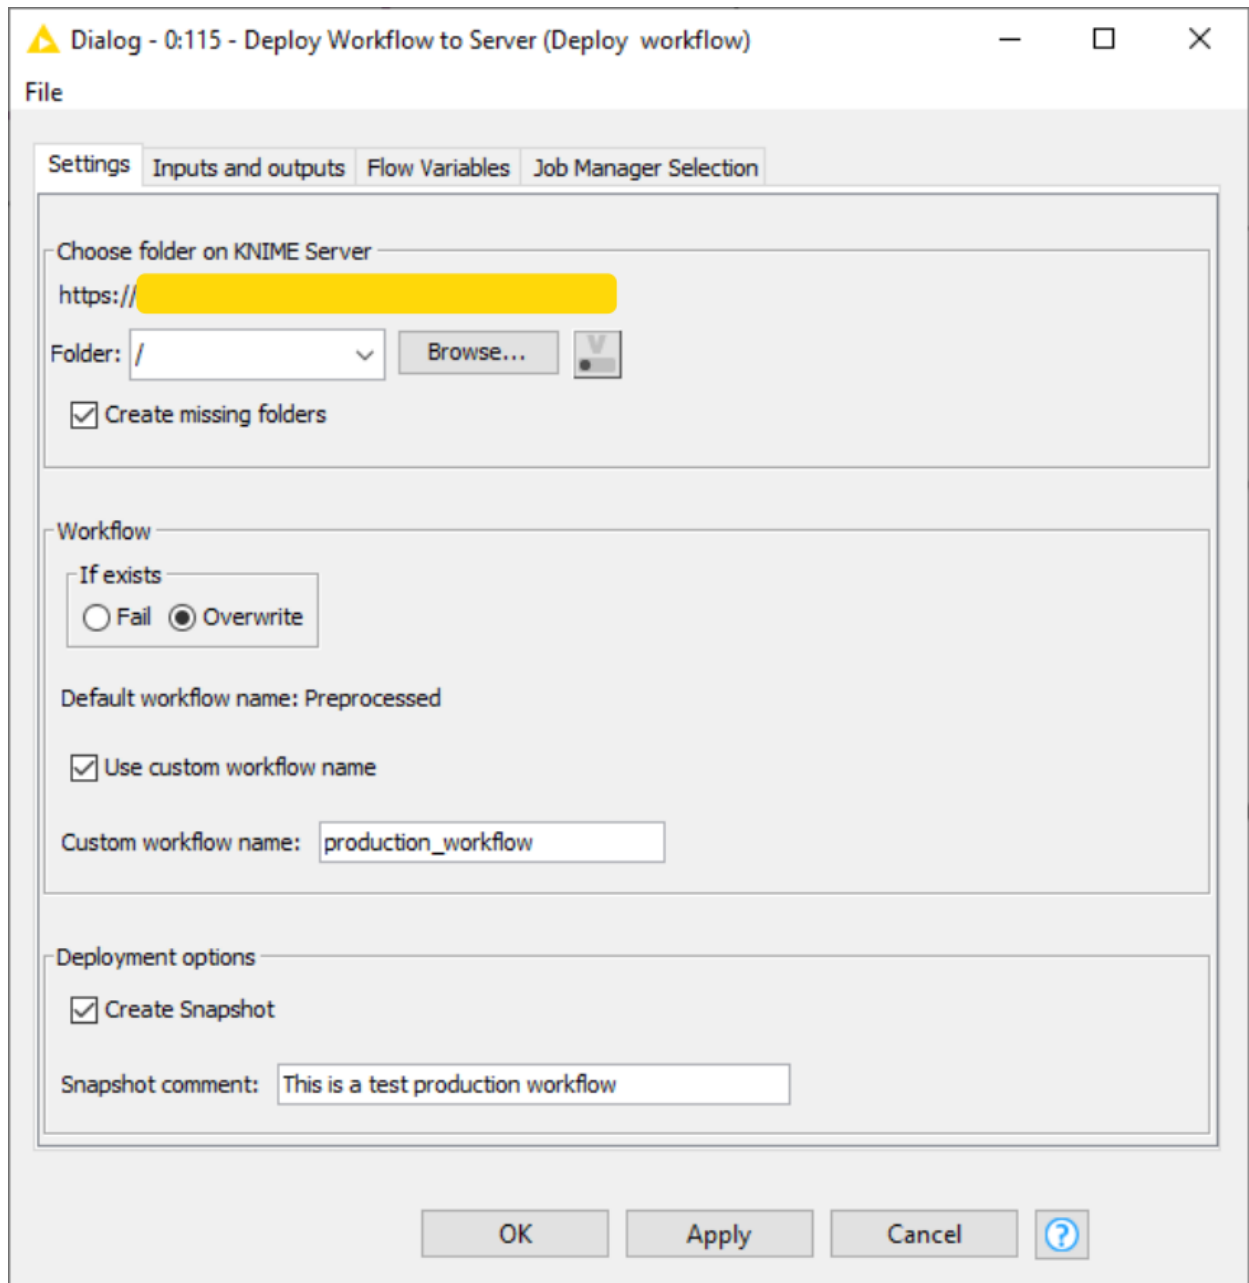 Dialog - 0:115 - Deploy Workflow to Server (Deploy  workflow)
File
Settings Inputs and outputs Flow Variables Job Manager Selection
Choose folder on KNIME Server
https://
Folder: / Browse... V
Create missing folders
Workflow
If exists
Fail Overwrite
Default workflow name: Preprocessed
Use custom workflow name
Custom workflow name: production_workflow
Deployment options
Create Snapshot
Snapshot comment: This is a test production workflow
OK Apply Cancel ?